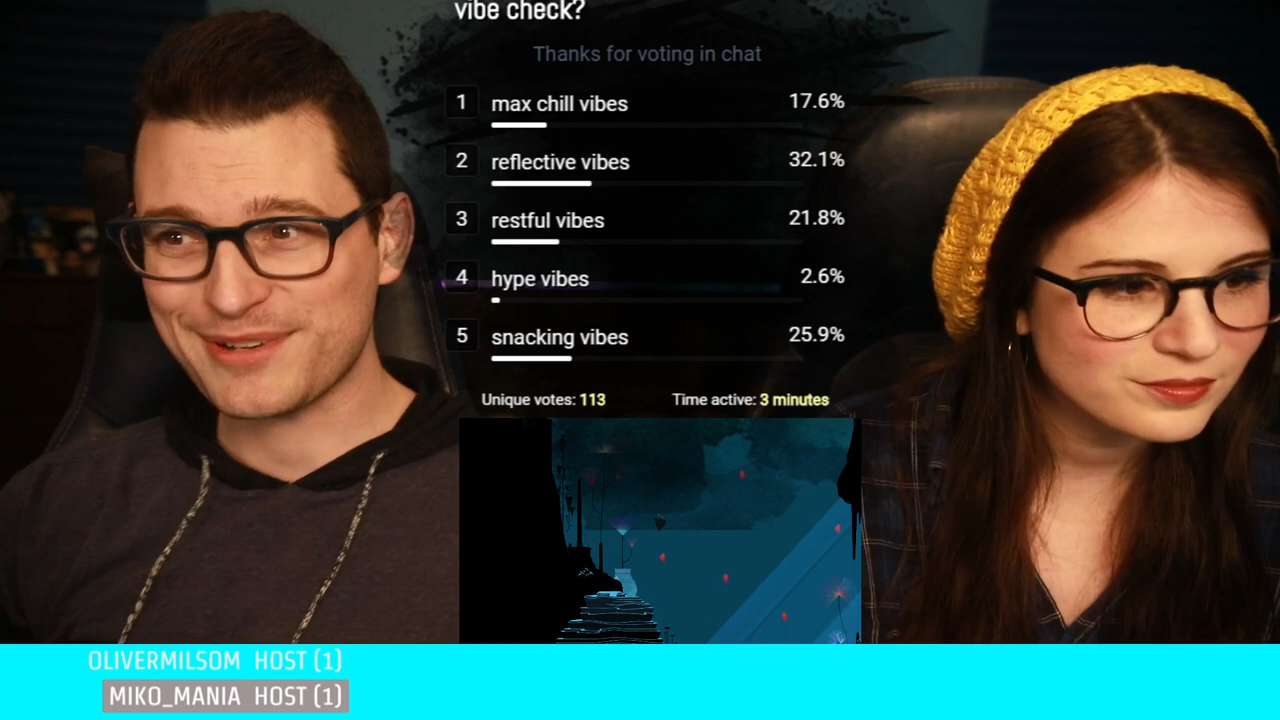 vibe check?
Thanks for voting in chat
1 max chill vibes 17.6%
2 reflective vibes 32.1%
3 restful vibes 21.8%
4 hype vibes 2.6%
5 snacking vibes 25.9%
Unique votes: 113 Time active: 3 minutes
OLIVERMILSOM HOST (1)
MIKO_MANIA HOST (1)